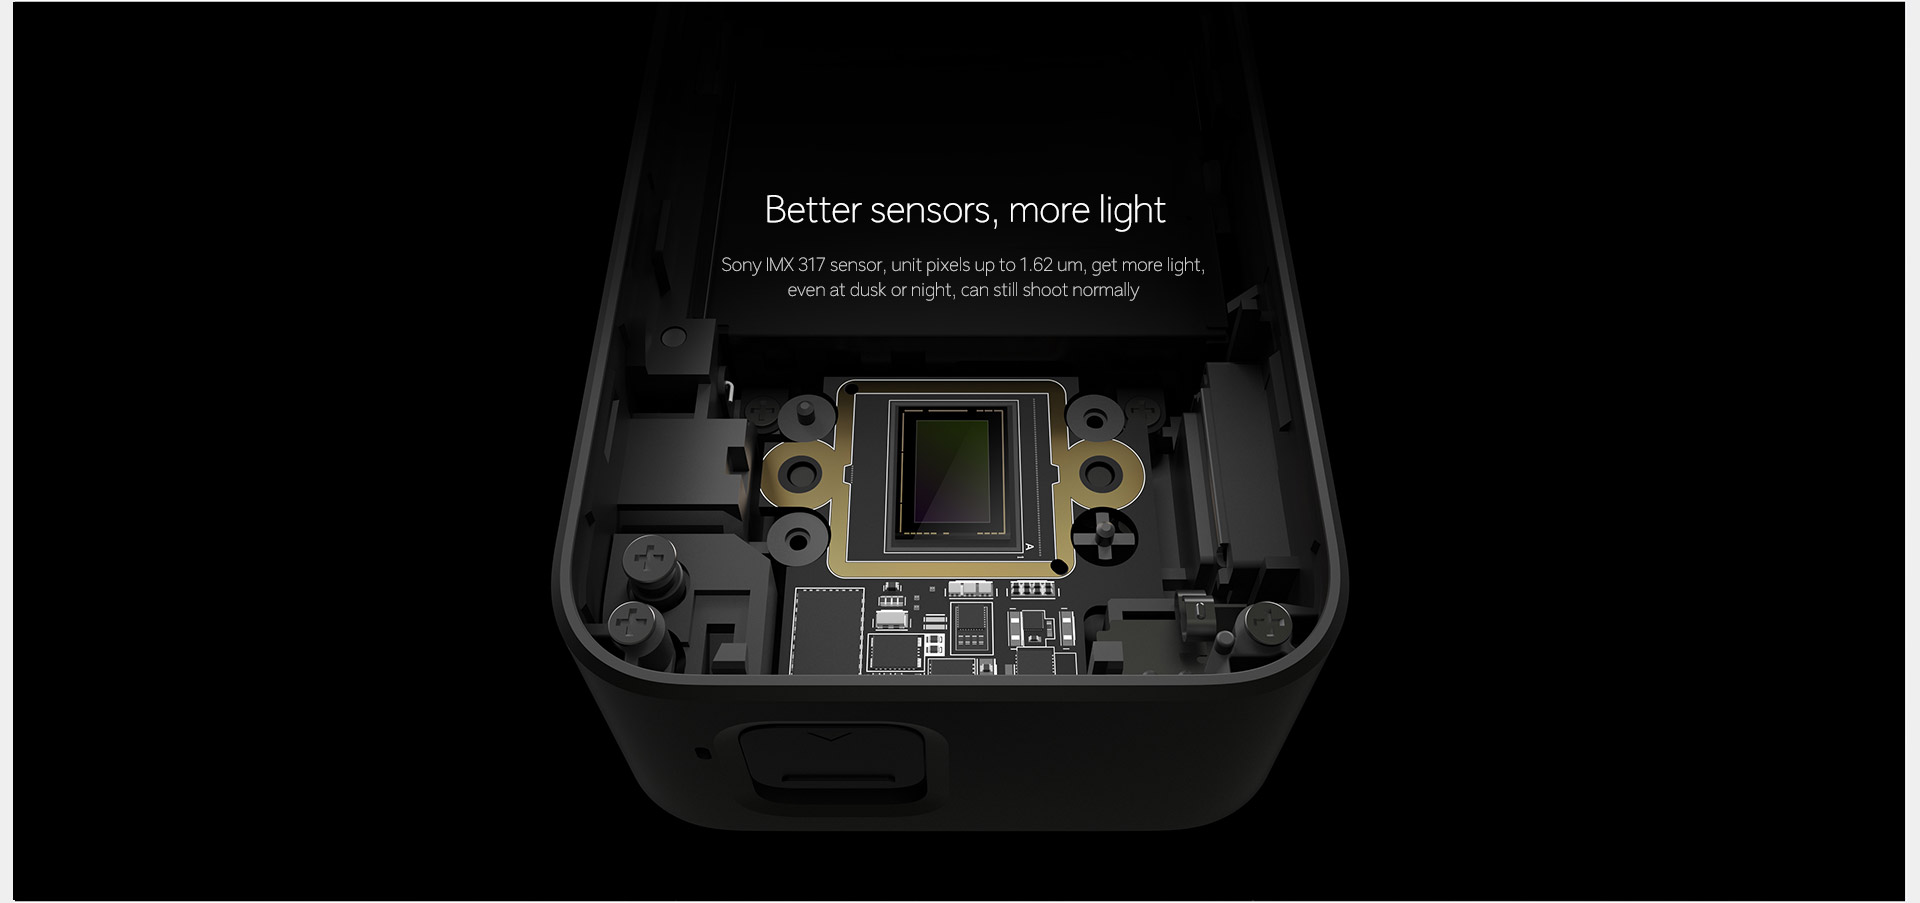 Better sensors, more light
Sony IMX 317 sensor, unit pixels up to 1.62 um, get more light,
even at dusk or night, can still shoot normally
A
1